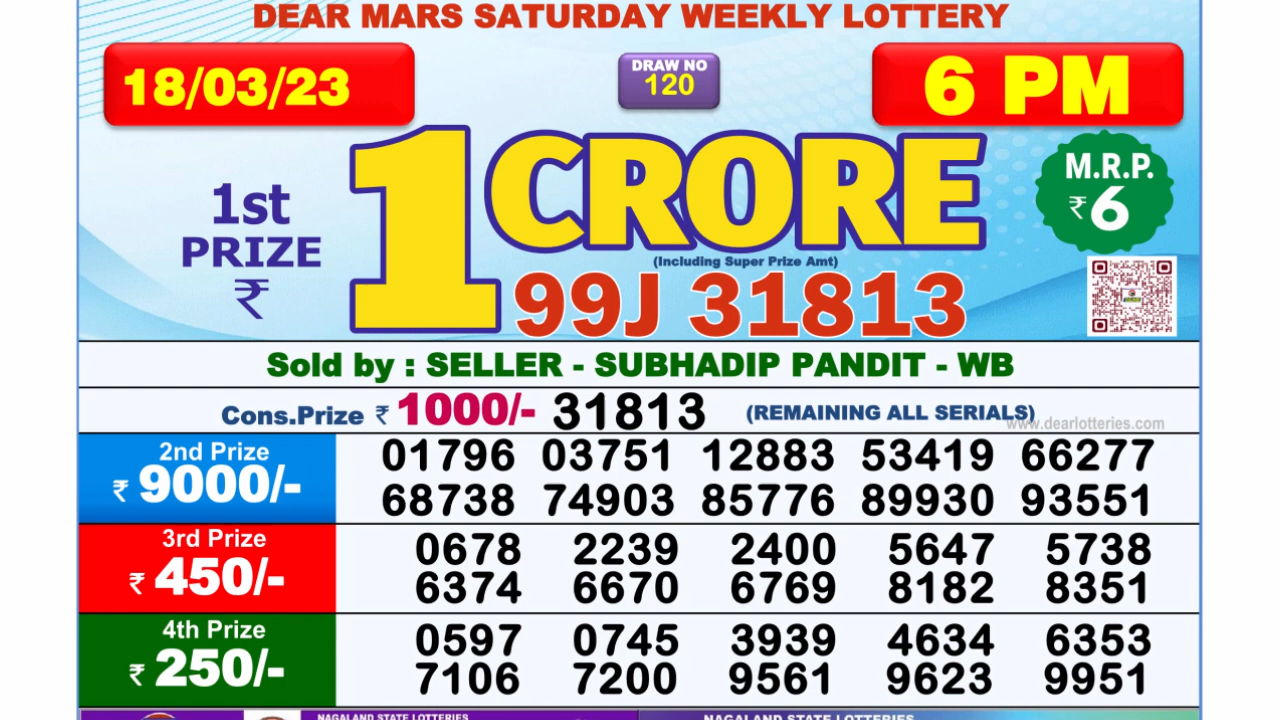 DEAR MARS SATURDAY WEEKLY LOTTERY
18/03/23
DRAW NO
120
6 PM
1st
PRIZE
₹
1 CRORE
(Including Super Prize Amt)
99J 31813
M.R.P.
₹ 6
Sold by : SELLER - SUBHADIP PANDIT - WB
Cons.Prize ₹ 1000/- 31813 (REMAINING ALL SERIALS)
www.dearlotteries.com
2nd Prize
₹ 9000/-
01796 03751 12883 53419 66277
68738 74903 85776 89930 93551
3rd Prize
₹ 450/-
0678 2239 2400 5647 5738
6374 6670 6769 8182 8351
4th Prize
₹ 250/-
0597 0745 3939 4634 6353
7106 7200 9561 9623 9951
NAGALAND STATE LOTTERIES NAGALAND STATE LOTTERIES